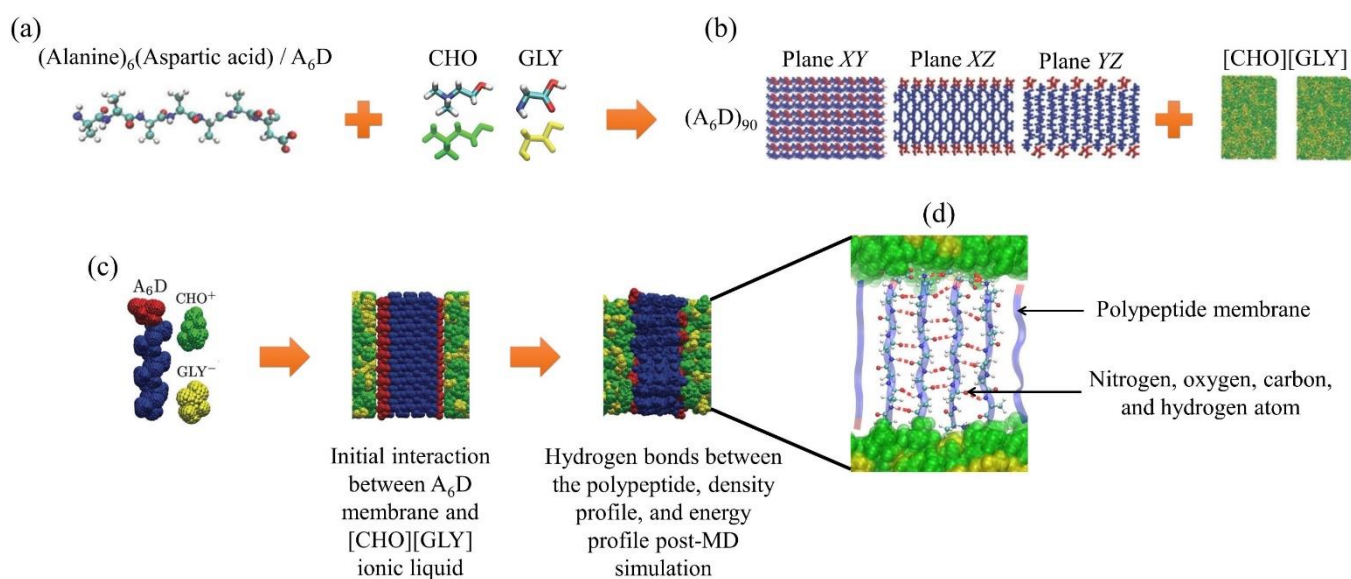 (a)
(Alanine)₆(Aspartic acid) / A₆D
CHO
GLY
(b)
Plane XY
Plane XZ
Plane YZ
[CHO][GLY]
(A₆D)₉₀
(c)
A₆D
CHO⁺
GLY⁻
Initial interaction
between A₆D
membrane and
[CHO][GLY]
ionic liquid
Hydrogen bonds between
the polypeptide, density
profile, and energy
profile post-MD
simulation
(d)
Polypeptide membrane
Nitrogen, oxygen, carbon,
and hydrogen atom